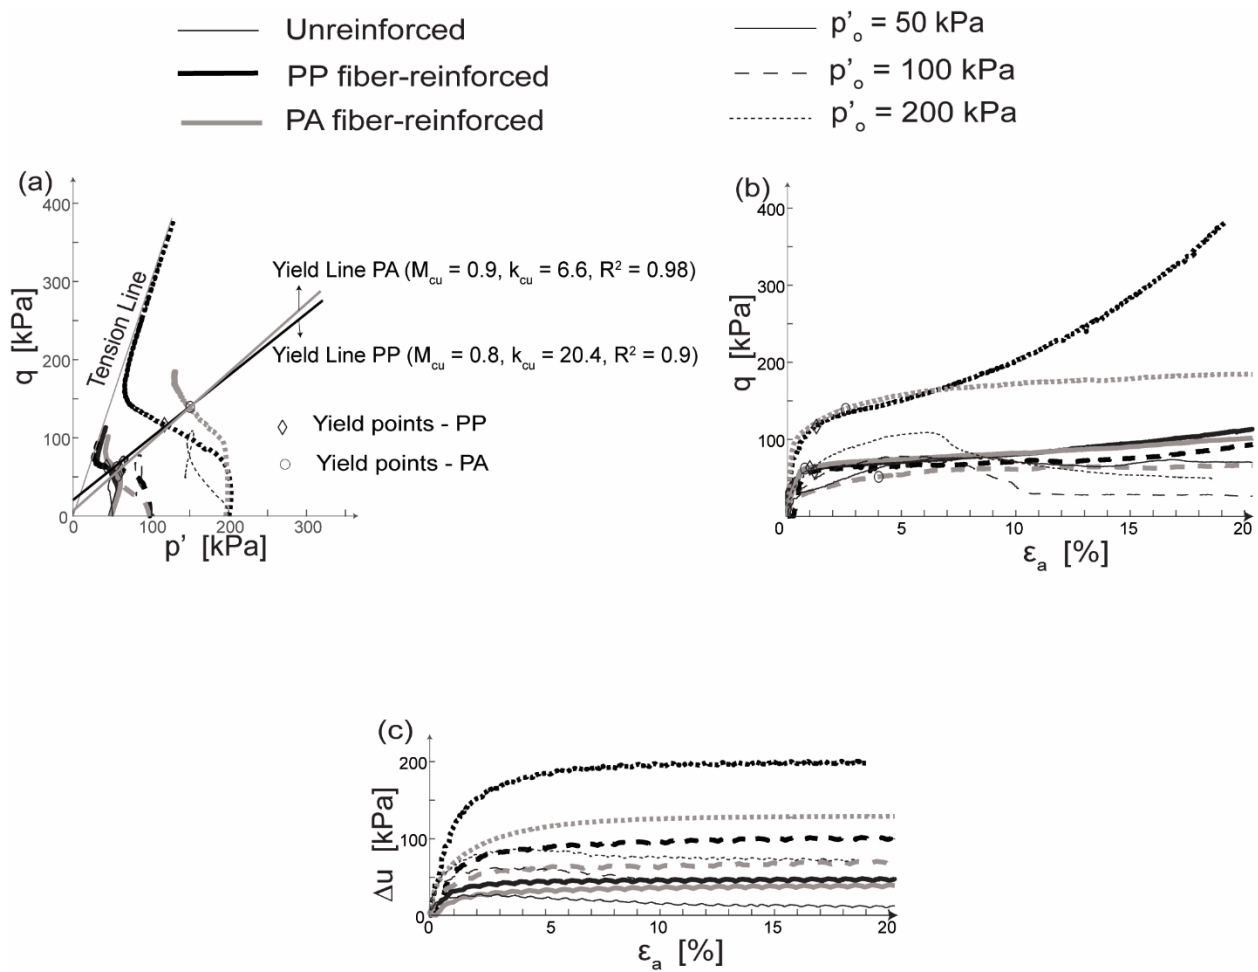 Unreinforced
PP fiber-reinforced
PA fiber-reinforced
p'o = 50 kPa
p'o = 100 kPa
p'o = 200 kPa
(a)
400
300
200
100
0
q [kPa]
Tension Line
Yield Line PA (Mcu = 0.9, kcu = 6.6, R² = 0.98)
Yield Line PP (Mcu = 0.8, kcu = 20.4, R² = 0.9)
Yield points - PP
Yield points - PA
0 100 200 300
p' [kPa]
(b)
400
300
200
100
0
q [kPa]
0 5 10 15 20
εa [%]
(c)
200
100
0
Δu [kPa]
0 5 10 15 20
εa [%]